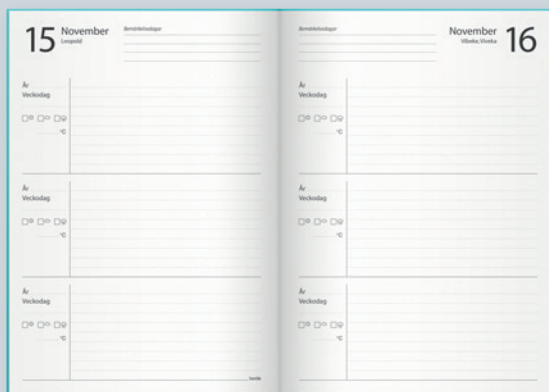 15 November
Leopold
Bemärkelsedagar
År
Veckodag
°C
År
Veckodag
°C
År
Veckodag
°C
Bemärkelsedagar
November 16
Vibeke, Viveka
År
Veckodag
°C
År
Veckodag
°C
År
Veckodag
°C